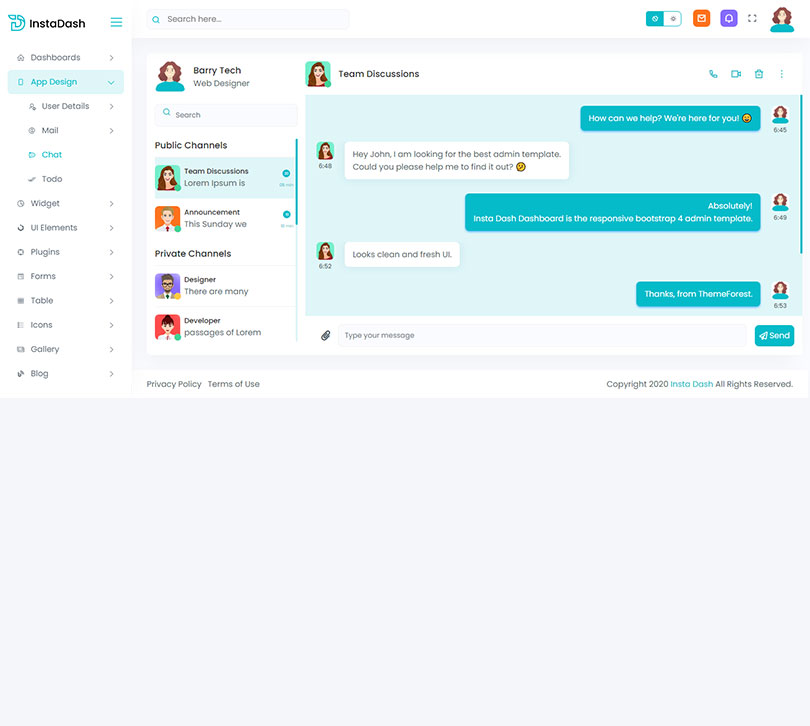 InstaDash
Search here...
Dashboards
App Design
User Details
Mail
Chat
Todo
Widget
UI Elements
Plugins
Forms
Table
Icons
Gallery
Blog
Barry Tech
Web Designer
Search
Public Channels
Team Discussions
Lorem Ipsum is
Announcement
This Sunday we
Private Channels
Designer
There are many
Developer
passages of Lorem
Team Discussions
How can we help? We're here for you! 😄
6:45
Hey John, I am looking for the best admin template.
Could you please help me to find it out? 🤔
6:48
Absolutely!
Insta Dash Dashboard is the responsive bootstrap 4 admin template.
6:49
Looks clean and fresh UI.
6:52
Thanks, from ThemeForest.
6:53
Type your message
Send
Privacy Policy Terms of Use
Copyright 2020 Insta Dash All Rights Reserved.